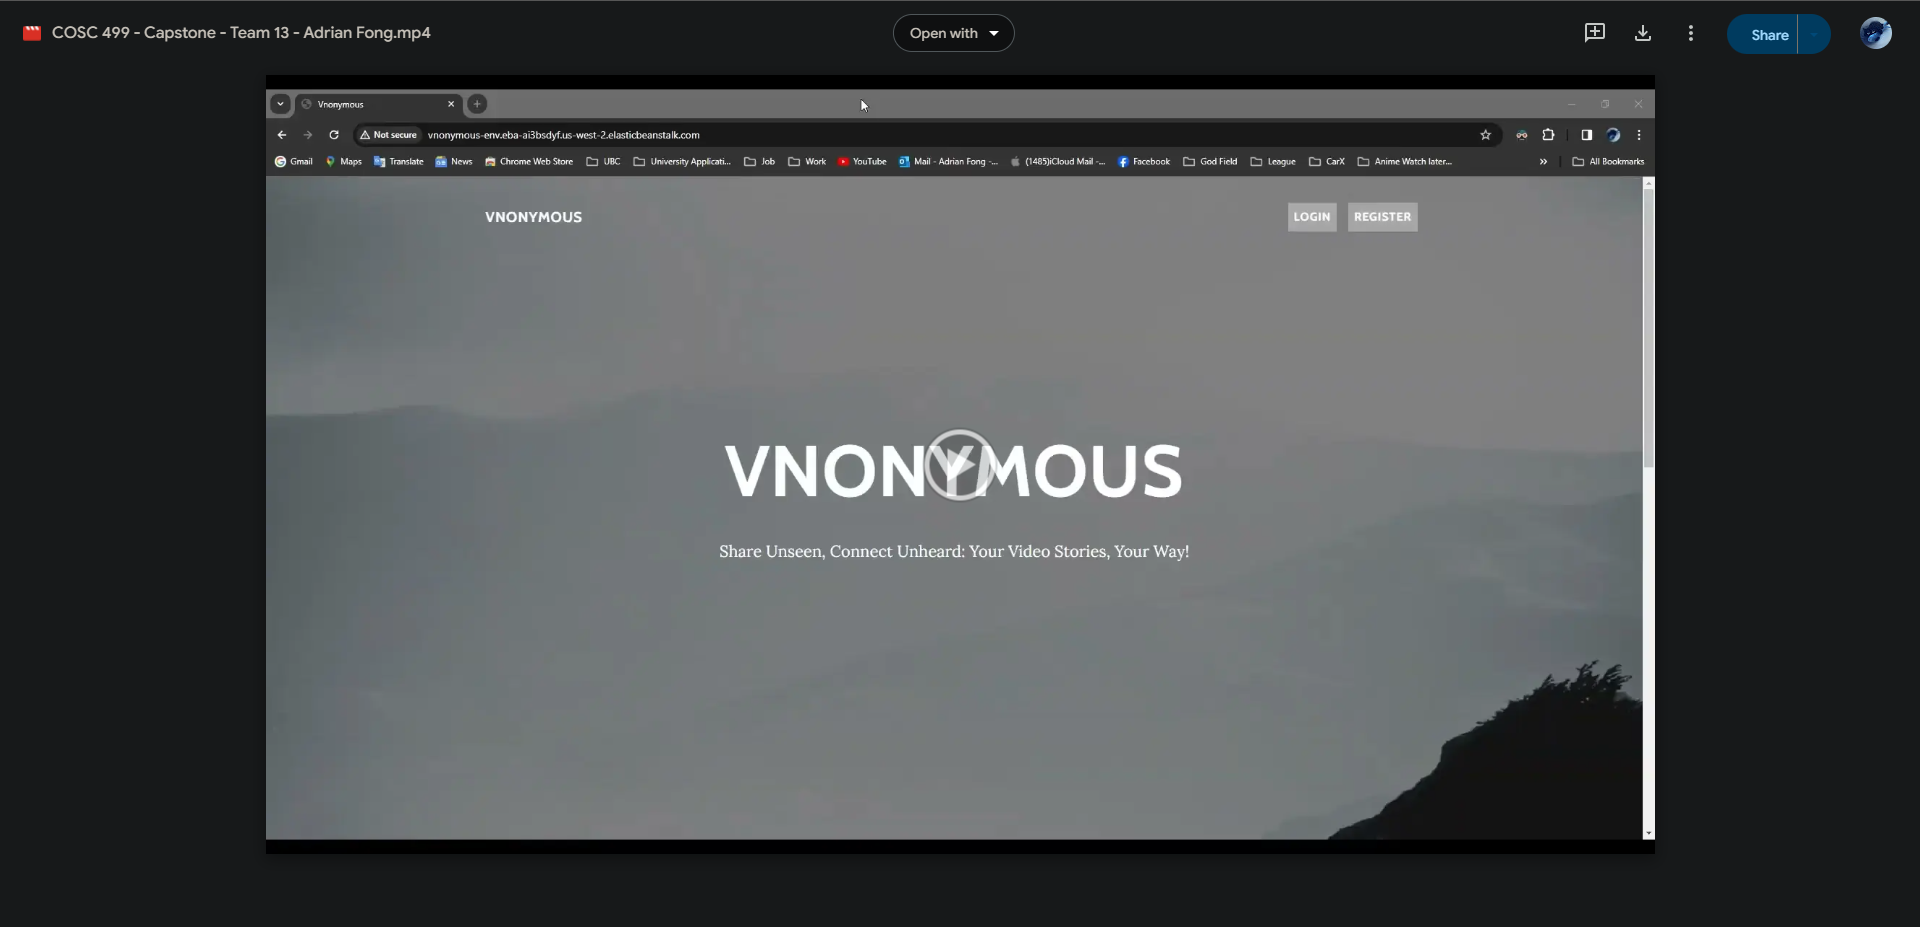 COSC 499 - Capstone - Team 13 - Adrian Fong.mp4
Open with
Share
Vnonymous
Not secure vnonymous-env.eba-ai3bsdyf.us-west-2.elasticbeanstalk.com
Gmail Maps Translate News Chrome Web Store UBC University Applicati... Job Work YouTube Mail - Adrian Fong -... (1485)iCloud Mail -... Facebook God Field League CarX Anime Watch later... » All Bookmarks
VNONYMOUS LOGIN REGISTER
VNONYMOUS
Share Unseen, Connect Unheard: Your Video Stories, Your Way!